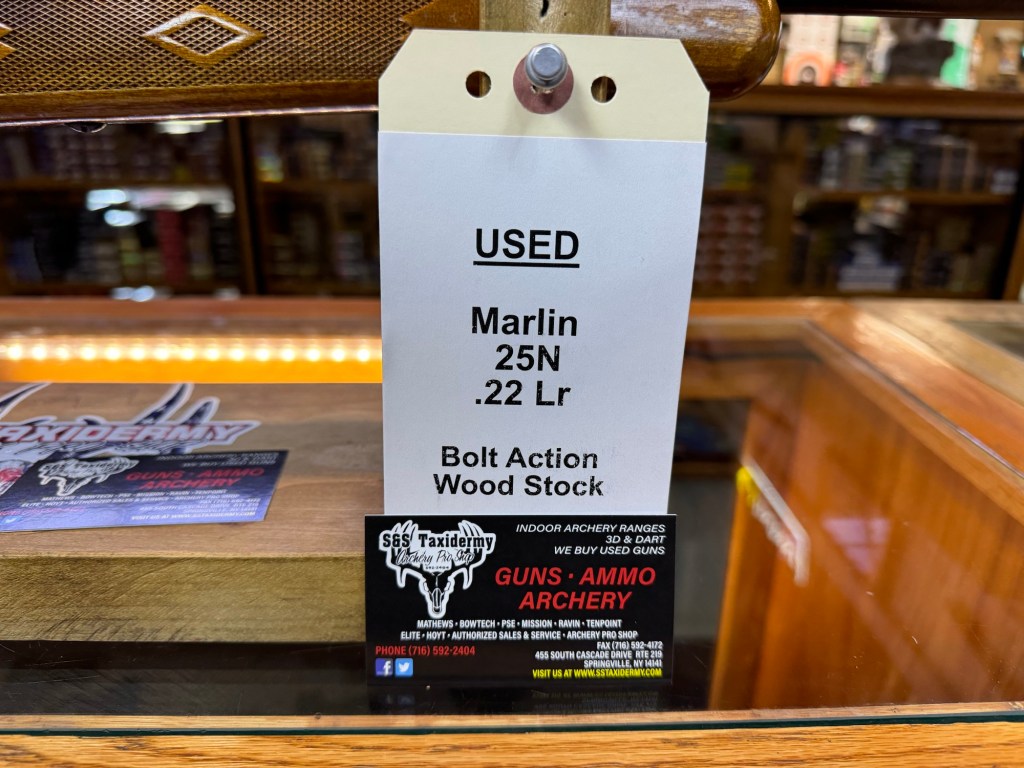 USED
Marlin
25N
.22 Lr
Bolt Action
Wood Stock
S&S Taxidermy
Archery Pro Shop
INDOOR ARCHERY RANGES
3D & DART
WE BUY USED GUNS
GUNS · AMMO
ARCHERY
MATHEWS • BOWTECH • PSE • MISSION • RAVIN • TENPOINT
ELITE • HOYT • AUTHORIZED SALES & SERVICE • ARCHERY PRO SHOP
PHONE (716) 592-2404
FAX (716) 592-4172
455 SOUTH CASCADE DRIVE RTE 219
SPRINGVILLE, NY 14141
VISIT US AT WWW.SSTAXIDERMY.COM
TAXIDERMY
S&S Taxidermy
GUNS · AMMO
ARCHERY